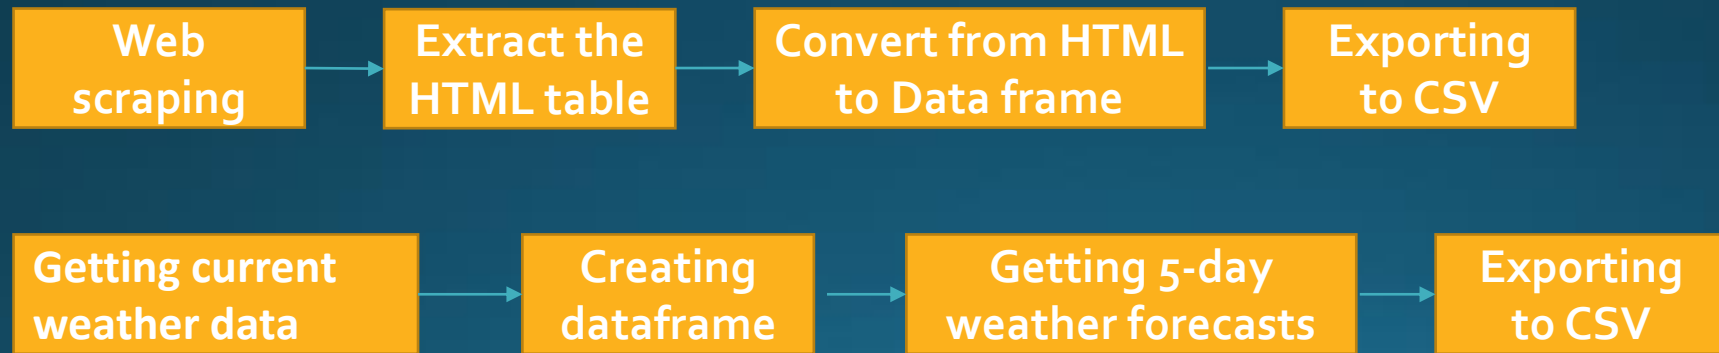 Web
scraping
Extract the
HTML table
Convert from HTML
to Data frame
Exporting
to CSV
Getting current
weather data
Creating
dataframe
Getting 5-day
weather forecasts
Exporting
to CSV